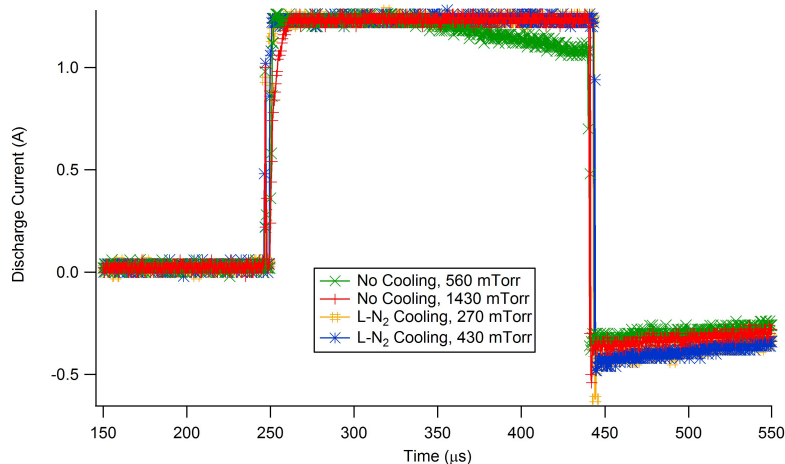 Discharge Current (A)
1.0
0.5
0.0
-0.5
No Cooling, 560 mTorr
No Cooling, 1430 mTorr
L-N₂ Cooling, 270 mTorr
L-N₂ Cooling, 430 mTorr
150 200 250 300 350 400 450 500 550
Time (μs)